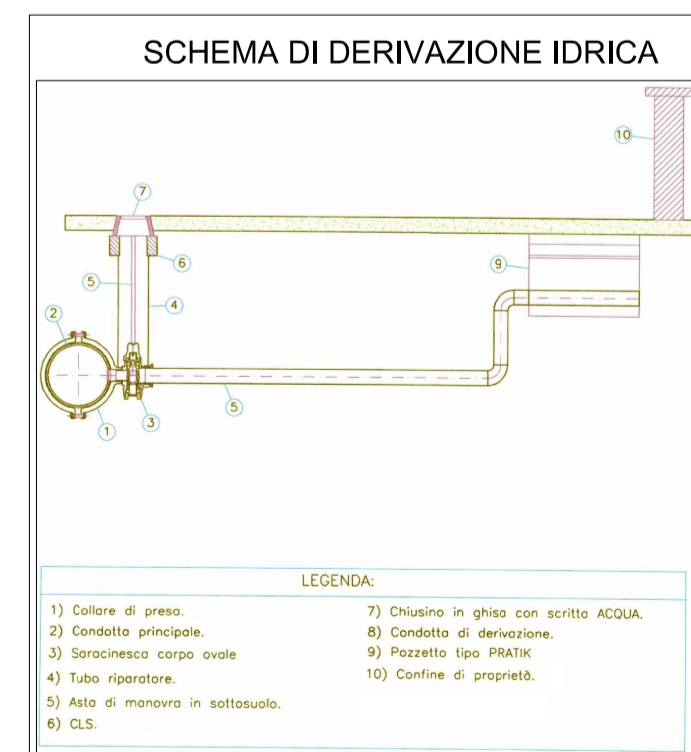 SCHEMA DI DERIVAZIONE IDRICA
10
7
6
9
5
4
2
5
3
1
LEGENDA:
1) Collare di presa.
2) Condotta principale.
3) Saracinesca corpo ovale
4) Tubo riparatore.
5) Asta di manovra in sottosuolo.
6) CLS.
7) Chiusino in ghisa con scritta ACQUA.
8) Condotta di derivazione.
9) Pozzetto tipo PRATIK
10) Confine di proprietà.